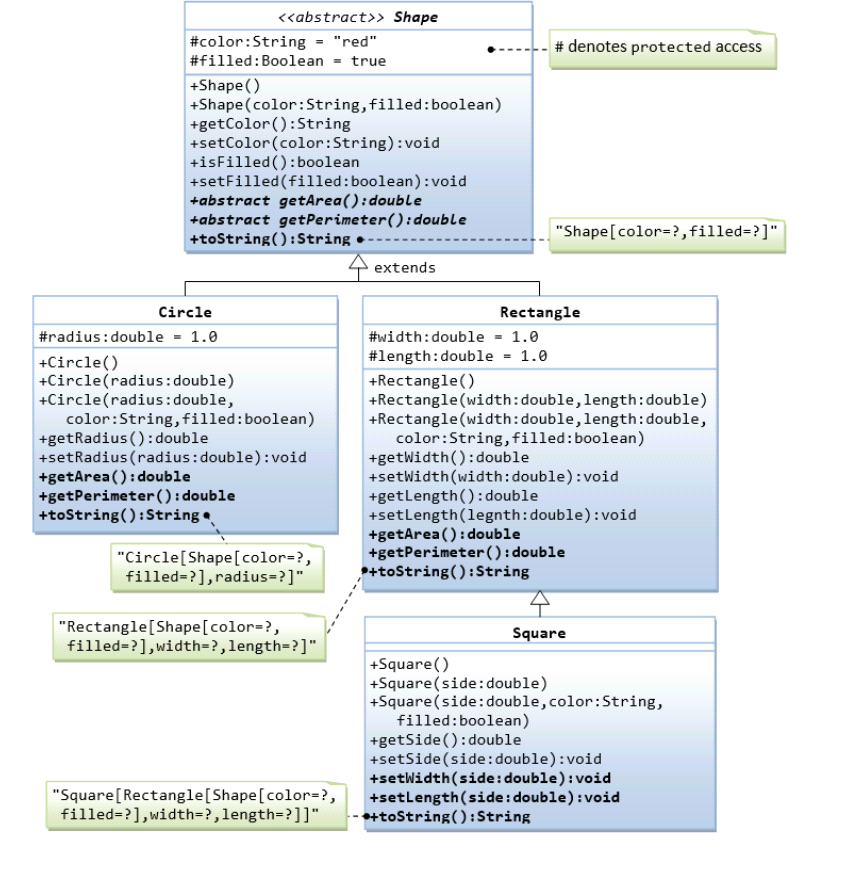 <<abstract>> Shape
#color:String = "red"
#filled:Boolean = true
# denotes protected access
+Shape()
+Shape(color:String,filled:boolean)
+getColor():String
+setColor(color:String):void
+isFilled():boolean
+setFilled(filled:boolean):void
+abstract getArea():double
+abstract getPerimeter():double
+toString():String
"Shape[color=?,filled=?]"
extends
Circle
#radius:double = 1.0
+Circle()
+Circle(radius:double)
+Circle(radius:double,
color:String,filled:boolean)
+getRadius():double
+setRadius(radius:double):void
+getArea():double
+getPerimeter():double
+toString():String
"Circle[Shape[color=?,
filled=?],radius=?]"
Rectangle
#width:double = 1.0
#length:double = 1.0
+Rectangle()
+Rectangle(width:double,length:double)
+Rectangle(width:double,length:double,
color:String,filled:boolean)
+getWidth():double
+setWidth(width:double):void
+getLength():double
+setLength(legnth:double):void
+getArea():double
+getPerimeter():double
+toString():String
"Rectangle[Shape[color=?,
filled=?],width=?,length=?]"
Square
+Square()
+Square(side:double)
+Square(side:double,color:String,
filled:boolean)
+getSide():double
+setSide(side:double):void
+setWidth(side:double):void
+setLength(side:double):void
+toString():String
"Square[Rectangle[Shape[color=?,
filled=?],width=?,length=?]]"